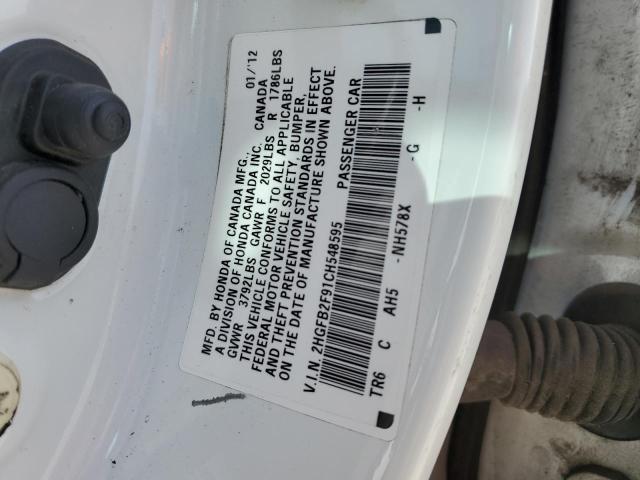 MFD. BY HONDA OF CANADA MFG., 01/'12
A DIVISION OF HONDA CANADA INC. CANADA
GVWR 3792LBS GAWR F 2029LBS R 1786LBS
THIS VEHICLE CONFORMS TO ALL APPLICABLE
FEDERAL MOTOR VEHICLE SAFETY, BUMPER,
AND THEFT PREVENTION STANDARDS IN EFFECT
ON THE DATE OF MANUFACTURE SHOWN ABOVE.
V.I.N. 2HGFB2F91CH548595 PASSENGER CAR
TR6 C AH5 -NH578X -G -H